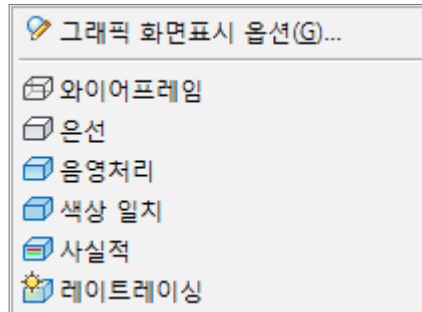 그래픽 화면표시 옵션(G)...
와이어프레임
은선
음영처리
색상 일치
사실적
레이트레이싱